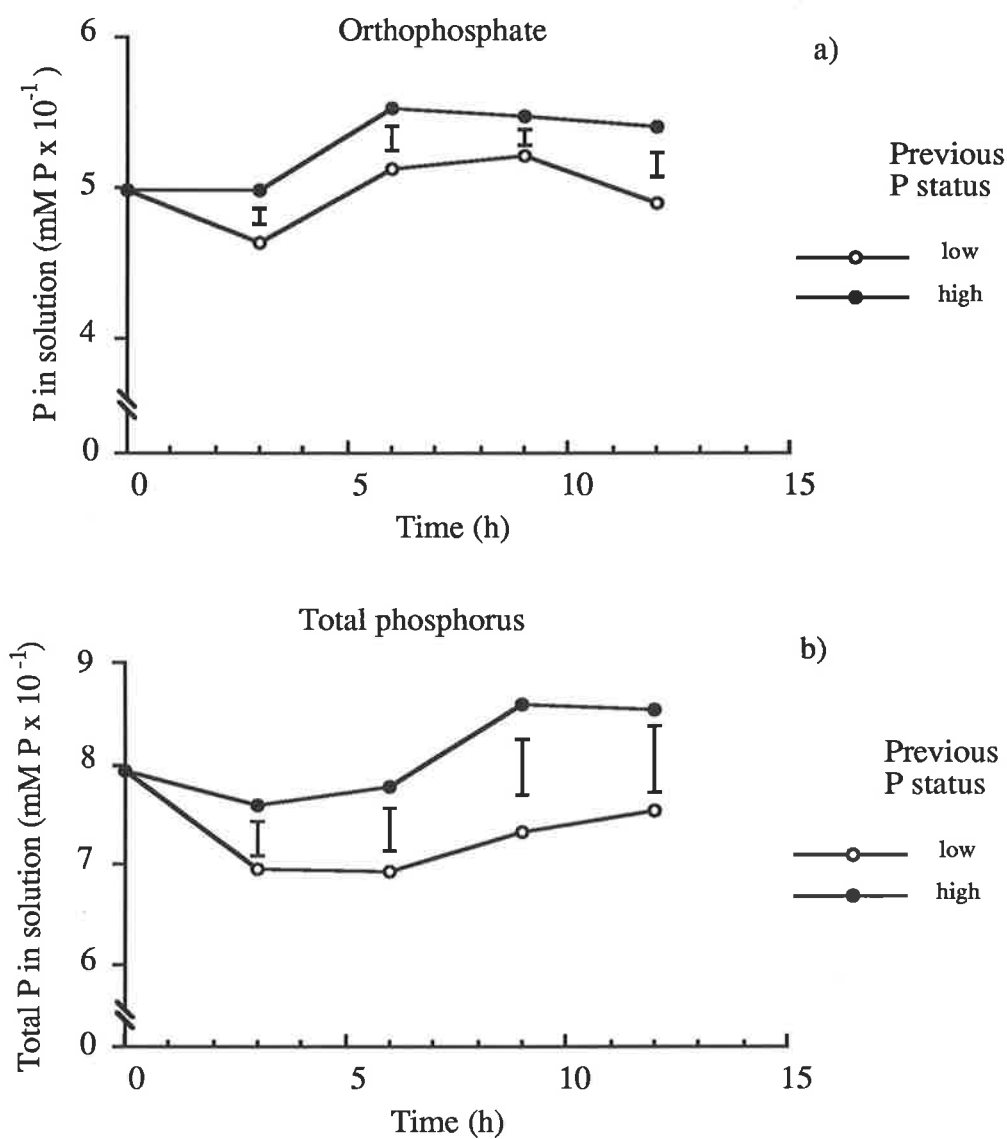 Orthophosphate
a)
P in solution (mM P x 10⁻¹)
6
5
4
0
0 5 10 15
Time (h)
Previous
P status
low
high
Total phosphorus
b)
Total P in solution (mM P x 10⁻¹)
9
8
7
6
0
0 5 10 15
Time (h)
Previous
P status
low
high